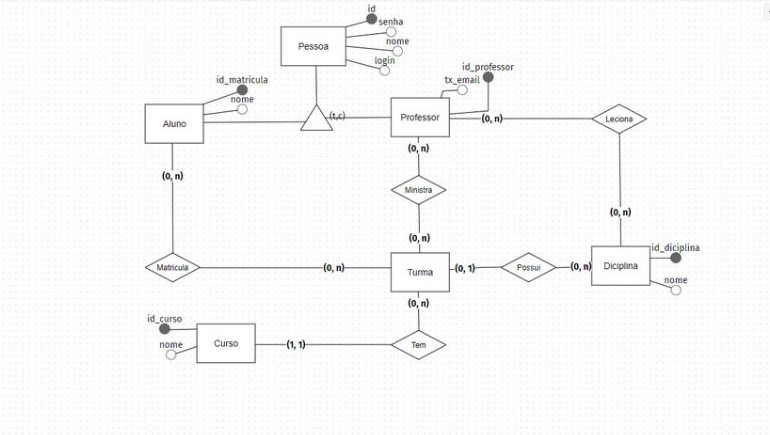 id
senha
Pessoa
nome
login
id_matricula
nome
Aluno
(t,c)
id_professor
tx_email
Professor
(0, n)
Leciona
(0, n)
(0, n)
Ministra
(0, n)
(0, n)
Matricula
(0, n)
Turma
(0, 1)
Possui
(0, n)
Diciplina
id_diciplina
nome
(0, n)
id_curso
nome
Curso
(1, 1)
Tem